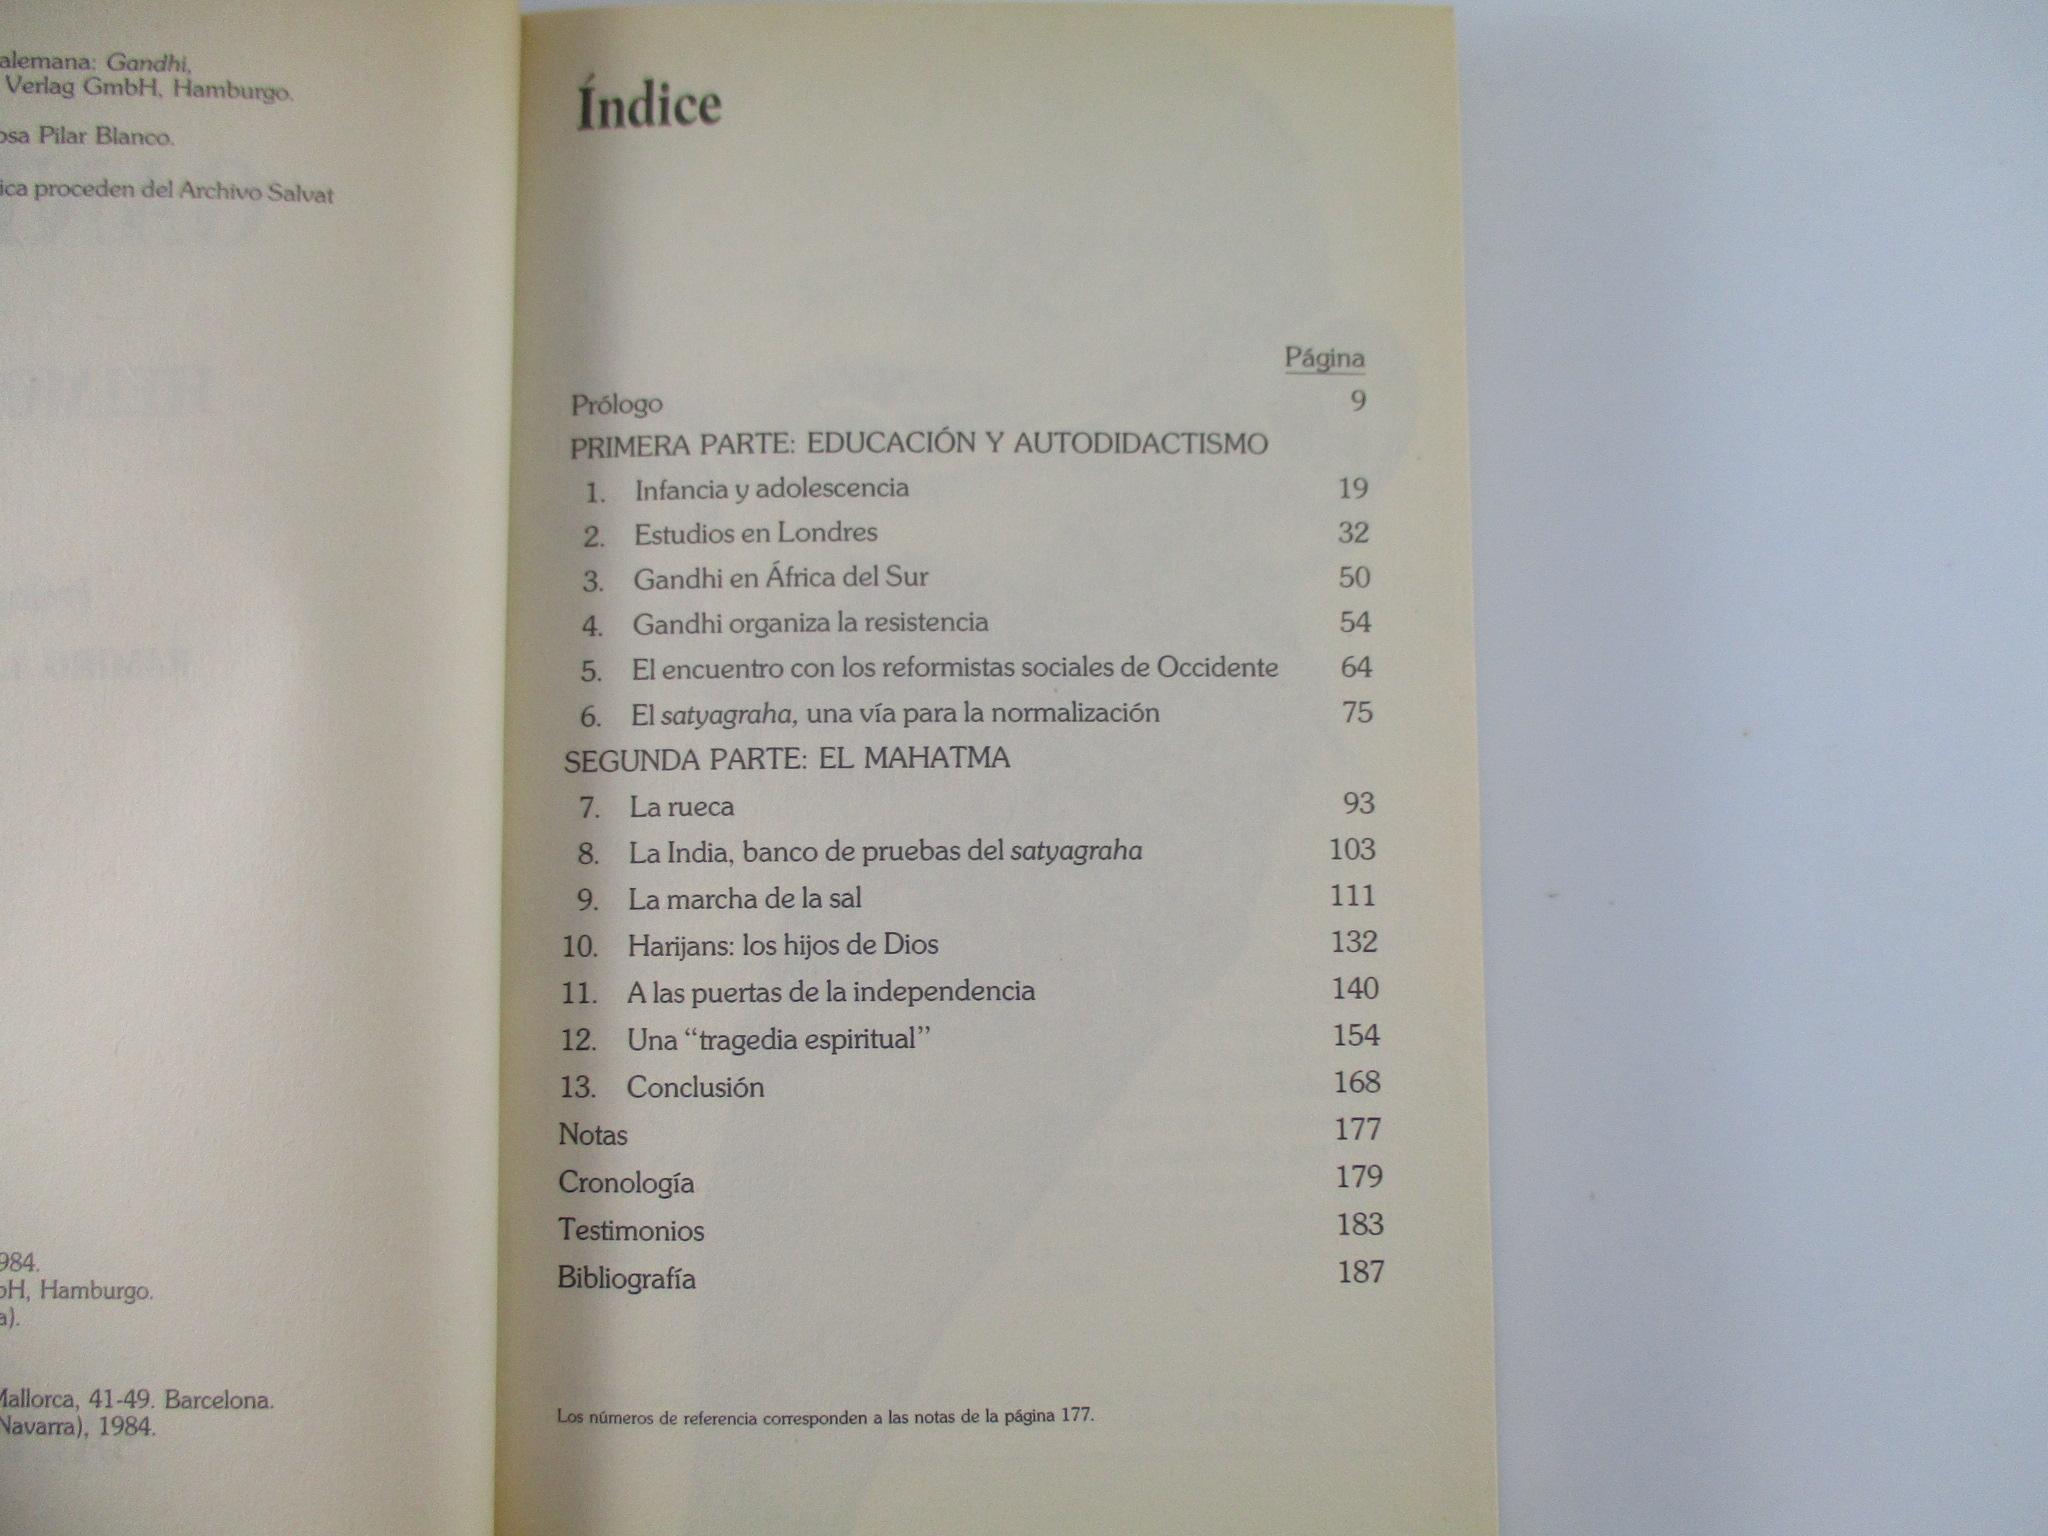 alemana: Gandhi,
Verlag GmbH, Hamburgo.
Pilar Blanco.
proceden del Archivo Salvat
984.
Hamburgo.
Mallorca, 41-49. Barcelona.
Navarra), 1984.
Índice
Página
Prólogo 9
PRIMERA PARTE: EDUCACIÓN Y AUTODIDACTISMO
1. Infancia y adolescencia 19
2. Estudios en Londres 32
3. Gandhi en África del Sur 50
4. Gandhi organiza la resistencia 54
5. El encuentro con los reformistas sociales de Occidente 64
6. El satyagraha, una vía para la normalización 75
SEGUNDA PARTE: EL MAHATMA
7. La rueca 93
8. La India, banco de pruebas del satyagraha 103
9. La marcha de la sal 111
10. Harijans: los hijos de Dios 132
11. A las puertas de la independencia 140
12. Una “tragedia espiritual” 154
13. Conclusión 168
Notas 177
Cronología 179
Testimonios 183
Bibliografía 187
Los números de referencia corresponden a las notas de la página 177.